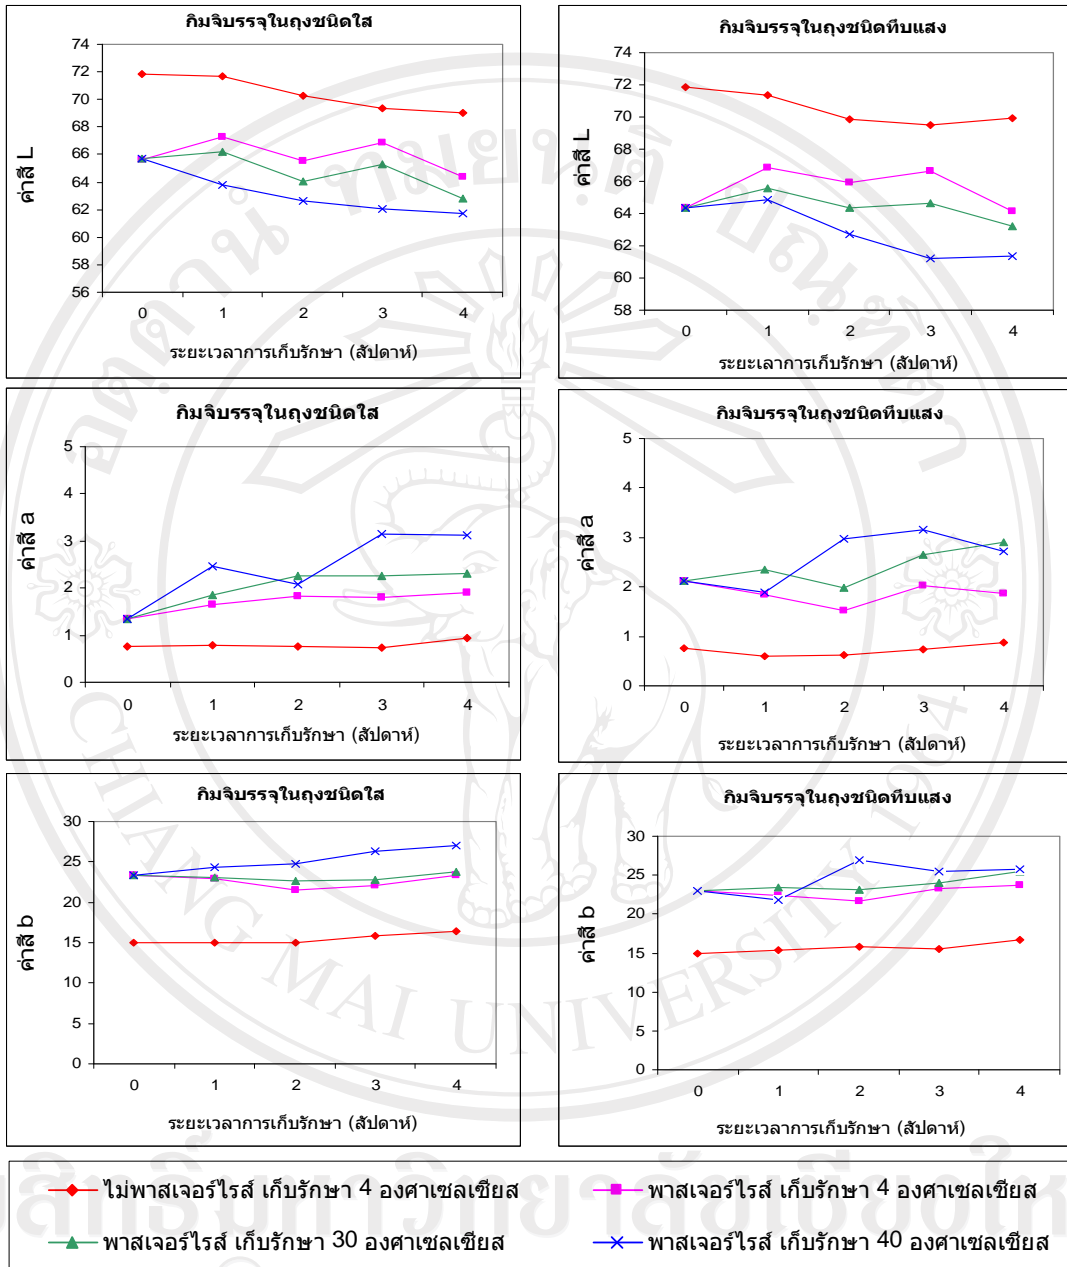 กิมจิบรรจุในถุงชนิดใส
ค่าสี L
74
72
70
68
66
64
62
60
58
56
0 1 2 3 4
ระยะเวลาการเก็บรักษา (สัปดาห์)
กิมจิบรรจุในถุงชนิดทึบแสง
ค่าสี L
74
72
70
68
66
64
62
60
58
0 1 2 3 4
ระยะเลาการเก็บรักษา (สัปดาห์)
กิมจิบรรจุในถุงชนิดใส
ค่าสี a
5
4
3
2
1
0
0 1 2 3 4
ระยะเวลาการเก็บรักษา (สัปดาห์)
กิมจิบรรจุในถุงชนิดทึบแสง
ค่าสี a
5
4
3
2
1
0
0 1 2 3 4
ระยะเวลาการเก็บรักษา (สัปดาห์)
กิมจิบรรจุในถุงชนิดใส
ค่าสี b
30
25
20
15
10
5
0
0 1 2 3 4
ระยะเวลาการเก็บรักษา (สัปดาห์)
กิมจิบรรจุในถุงชนิดทึบแสง
ค่าสี b
30
25
20
15
10
5
0
0 1 2 3 4
ระยะเวลาการเก็บรักษา (สัปดาห์)
ไม่พาสเจอร์ไรส์ เก็บรักษา 4 องศาเซลเซียส
พาสเจอร์ไรส์ เก็บรักษา 4 องศาเซลเซียส
พาสเจอร์ไรส์ เก็บรักษา 30 องศาเซลเซียส
พาสเจอร์ไรส์ เก็บรักษา 40 องศาเซลเซียส
CHIANG MAI UNIVERSITY 1964